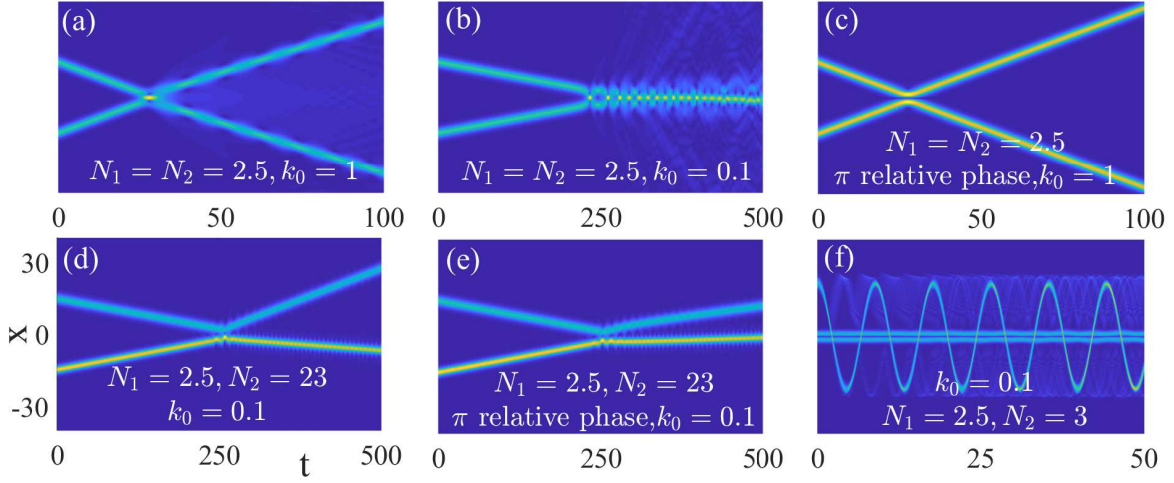 (a)
N₁ = N₂ = 2.5, k₀ = 1
0 50 100
(b)
N₁ = N₂ = 2.5, k₀ = 0.1
0 250 500
(c)
N₁ = N₂ = 2.5
π relative phase,k₀ = 1
0 50 100
x
30
0
-30
(d)
N₁ = 2.5, N₂ = 23
k₀ = 0.1
0 250 500
t
(e)
N₁ = 2.5, N₂ = 23
π relative phase,k₀ = 0.1
0 250 500
(f)
k₀ = 0.1
N₁ = 2.5, N₂ = 3
0 25 50